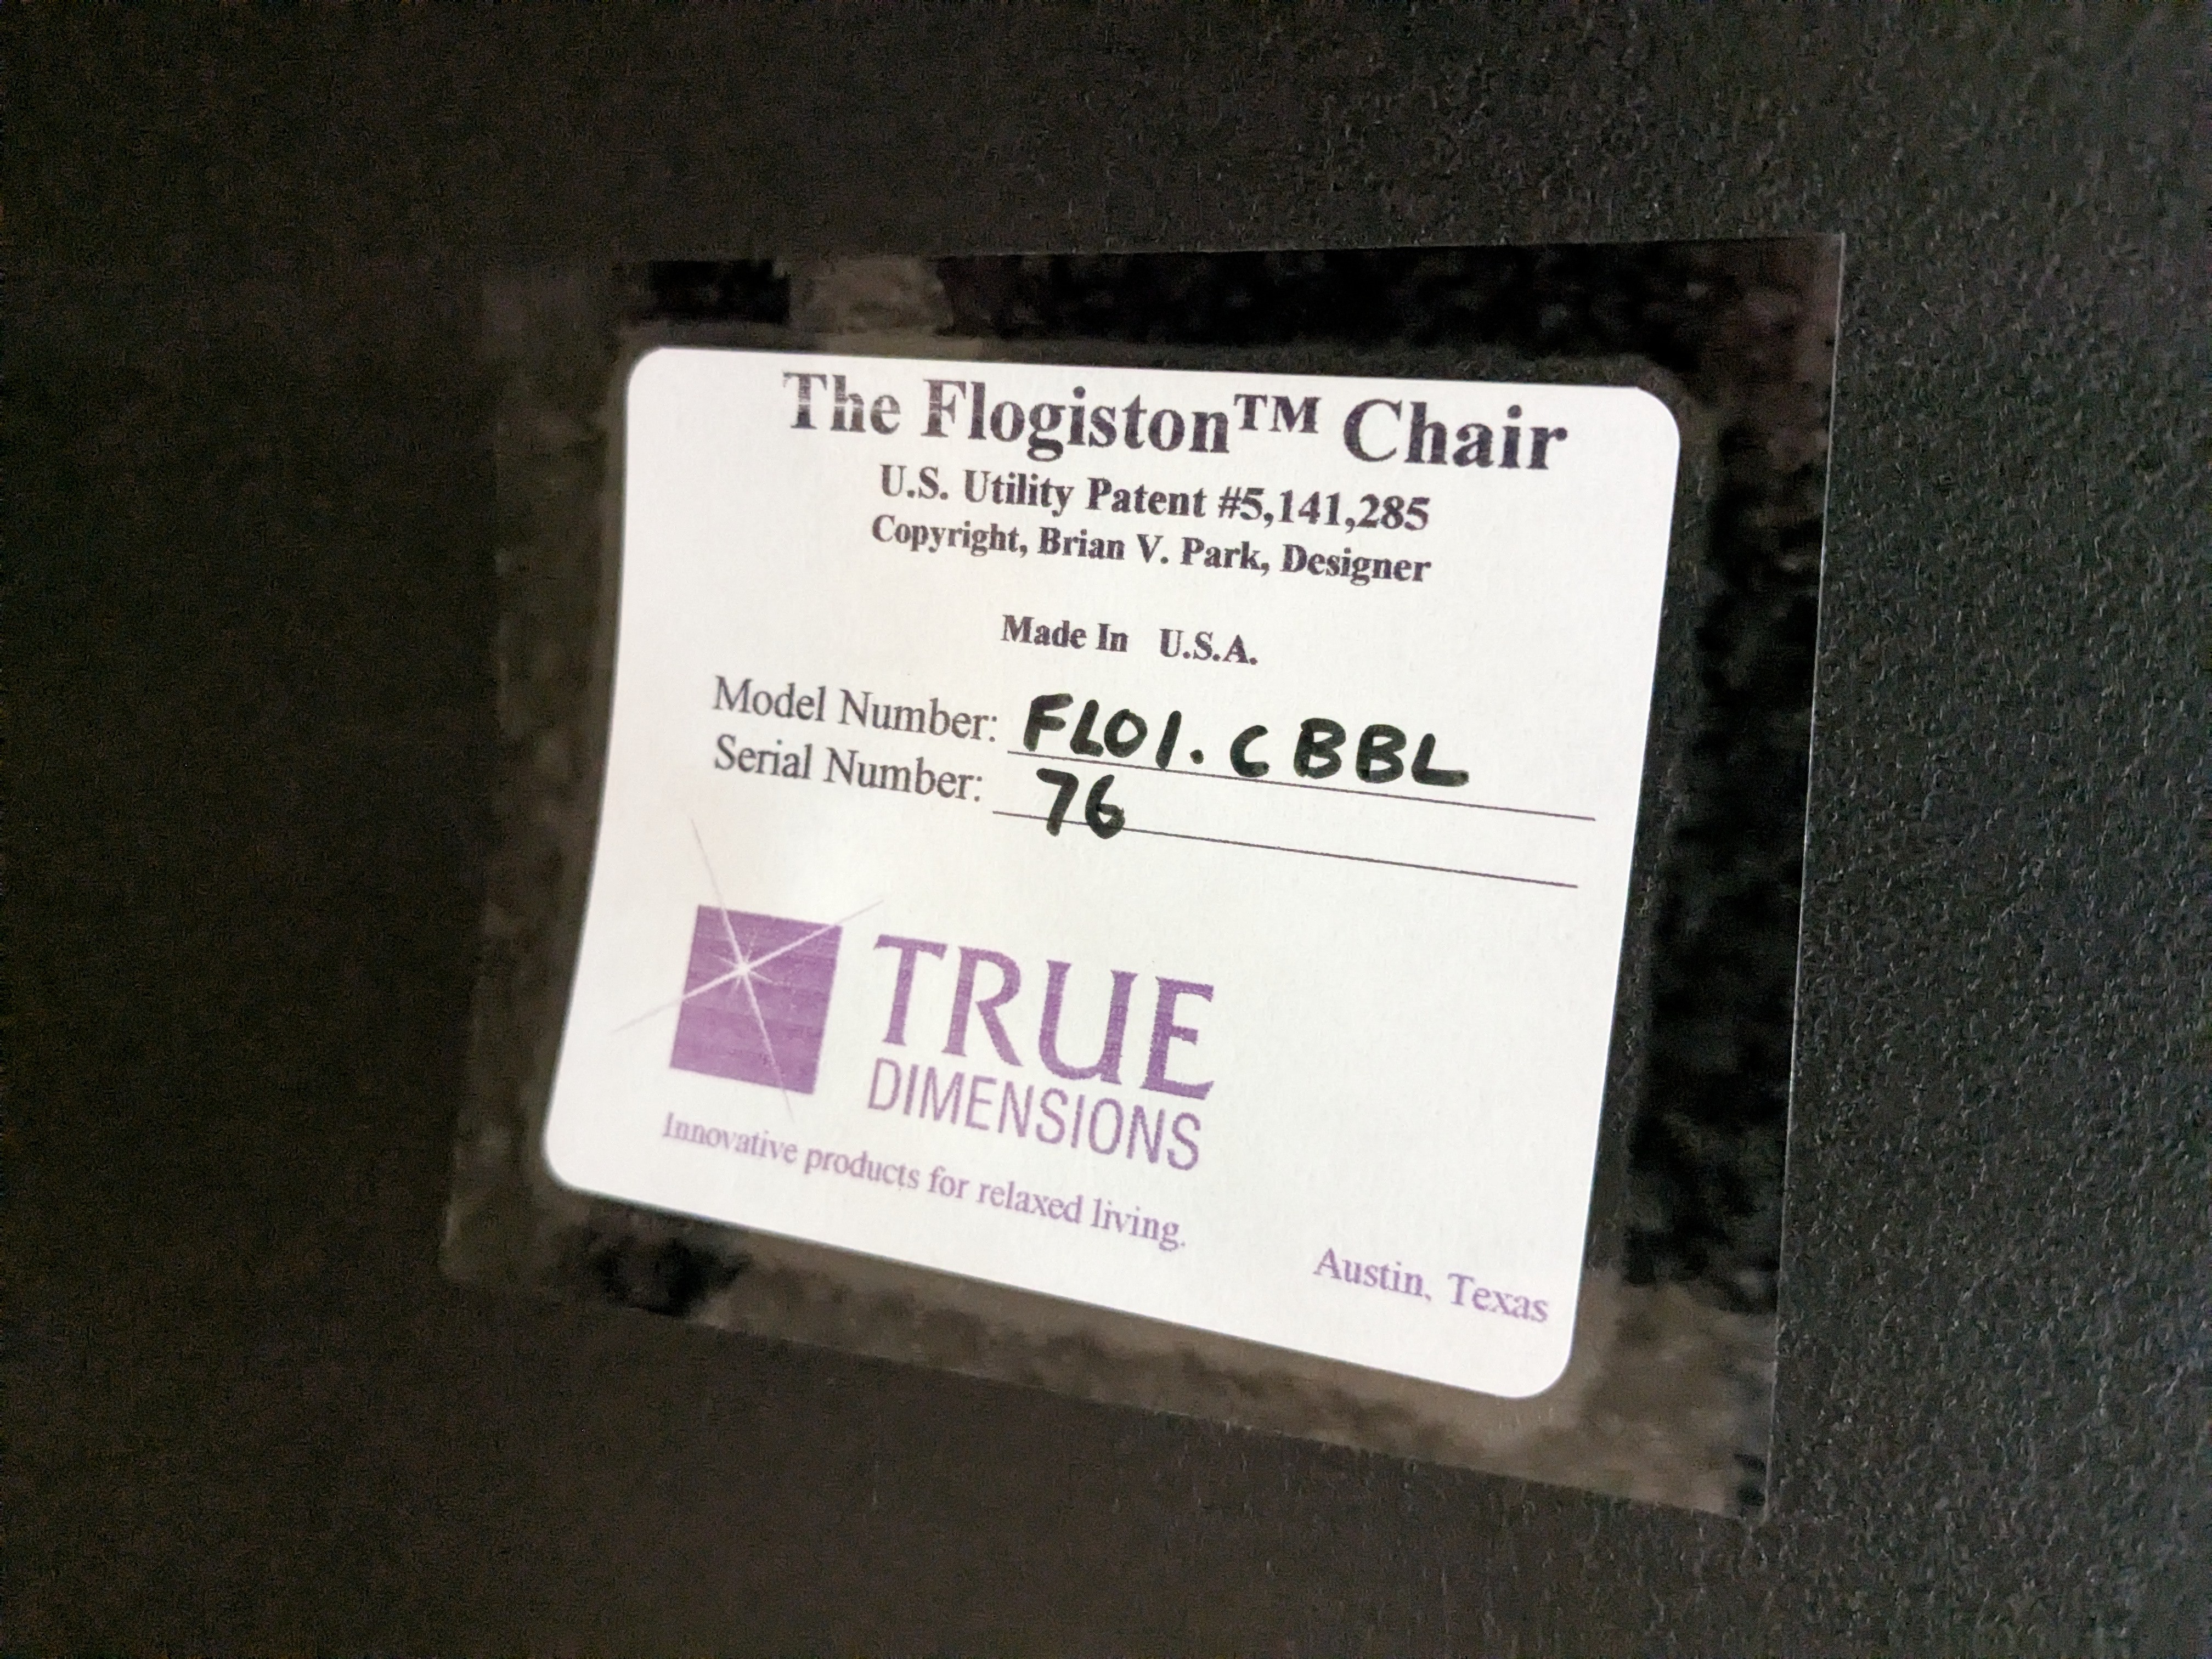 The Flogiston™ Chair
U.S. Utility Patent #5,141,285
Copyright, Brian V. Park, Designer
Made In U.S.A.
Model Number: FL01.CBBL
Serial Number: 76
TRUE
DIMENSIONS
Innovative products for relaxed living.
Austin, Texas